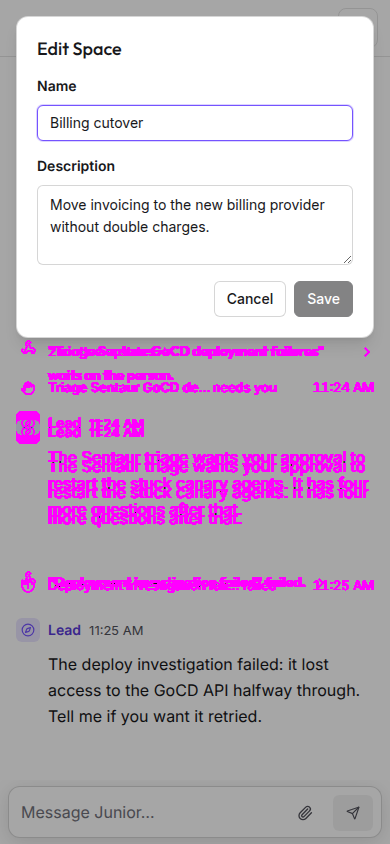 Edit Space
Name
Billing cutover
Description
Move invoicing to the new billing provider
without double charges.
Cancel
Save
GoCD deployment failures"
waits on the person.
Triage Sentaur GoCD de... needs you
11:24 AM
Lead
The Sentaur triage wants your approval to
restart the stuck canary agents. It has four
more questions after that.
11:25 AM
Lead 11:25 AM
The deploy investigation failed: it lost
access to the GoCD API halfway through.
Tell me if you want it retried.
Message Junior...